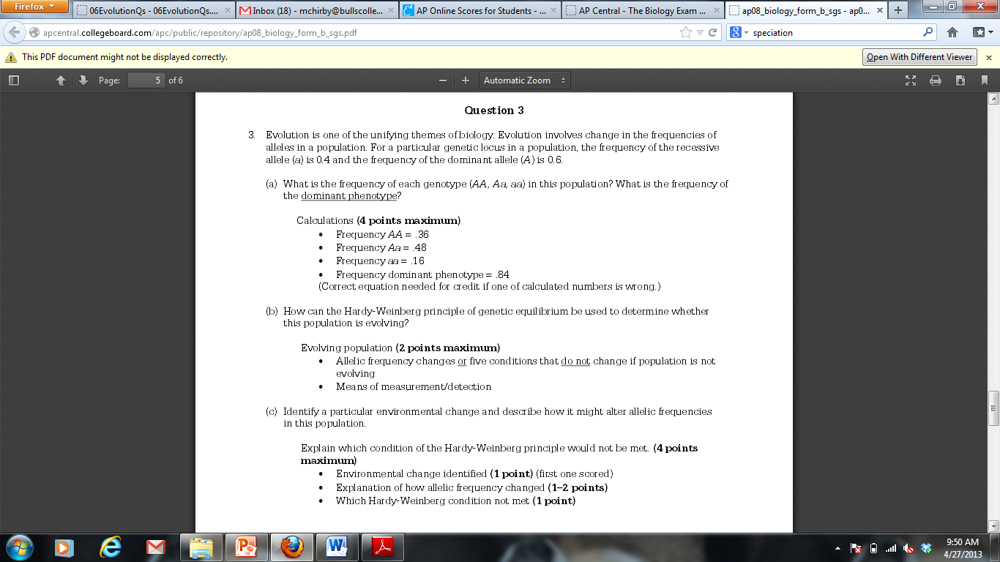 Firefox
06EvolutionQs - 06EvolutionQs....
Inbox (18) - mchirby@bullscolle...
AP Online Scores for Students - ...
AP Central - The Biology Exam ...
ap08_biology_form_b_sgs - ap0...
apcentral.collegeboard.com/apc/public/repository/ap08_biology_form_b_sgs.pdf
speciation
This PDF document might not be displayed correctly.
Open With Different Viewer
Page: 5 of 6
Automatic Zoom
Question 3
3. Evolution is one of the unifying themes of biology. Evolution involves change in the frequencies of
alleles in a population. For a particular genetic locus in a population, the frequency of the recessive
allele (a) is 0.4 and the frequency of the dominant allele (A) is 0.6.
(a) What is the frequency of each genotype (AA, Aa, aa) in this population? What is the frequency of
the dominant phenotype?
Calculations (4 points maximum)
• Frequency AA = .36
• Frequency Aa = .48
• Frequency aa = .16
• Frequency dominant phenotype = .84
(Correct equation needed for credit if one of calculated numbers is wrong.)
(b) How can the Hardy-Weinberg principle of genetic equilibrium be used to determine whether
this population is evolving?
Evolving population (2 points maximum)
• Allelic frequency changes or five conditions that do not change if population is not
evolving
• Means of measurement/detection
(c) Identify a particular environmental change and describe how it might alter allelic frequencies
in this population.
Explain which condition of the Hardy-Weinberg principle would not be met. (4 points
maximum)
• Environmental change identified (1 point) (first one scored)
• Explanation of how allelic frequency changed (1–2 points)
• Which Hardy-Weinberg condition not met (1 point)
9:50 AM
4/27/2013